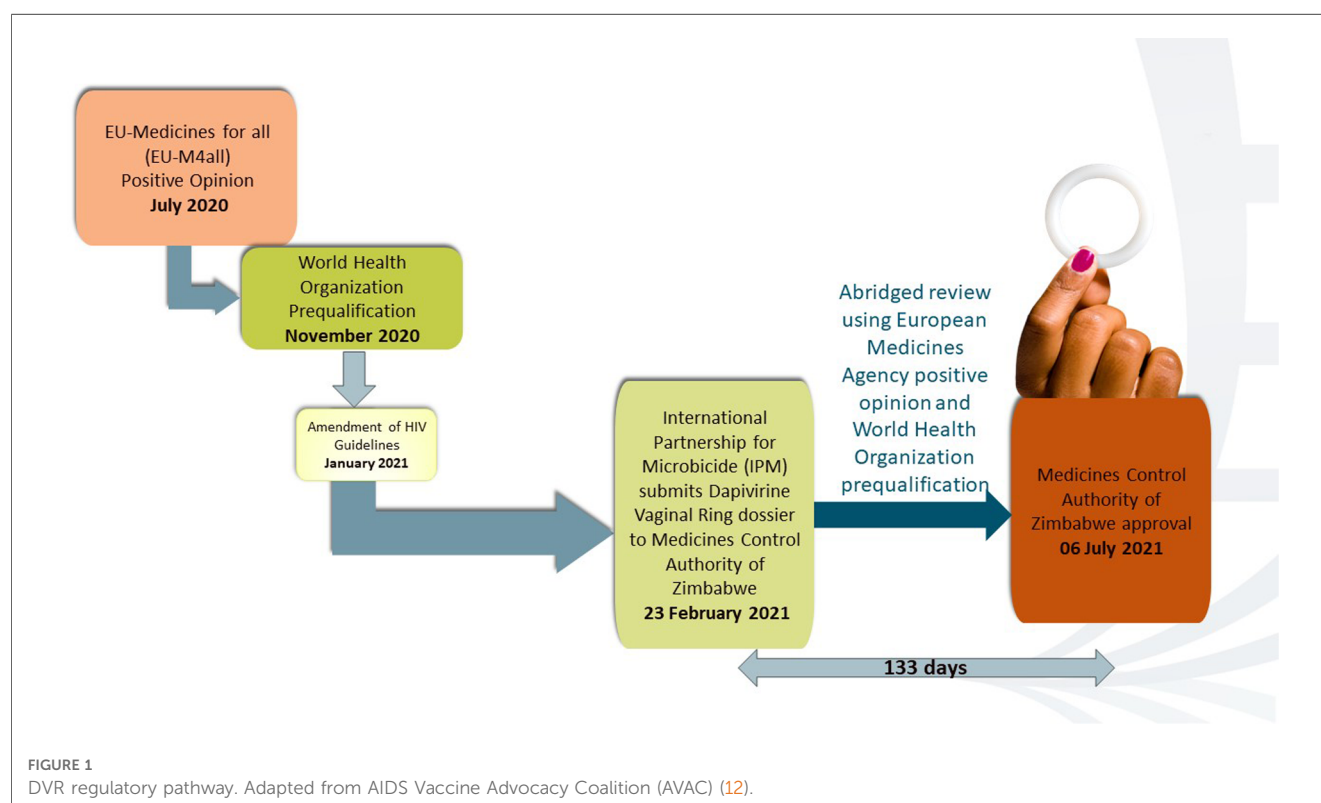 EU-Medicines for all
(EU-M4all)
Positive Opinion
July 2020
World Health
Organization
Prequalification
November 2020
Amendment of HIV
Guidelines
January 2021
International
Partnership for
Microbicide (IPM)
submits Dapivirine
Vaginal Ring dossier
to Medicines Control
Authority of
Zimbabwe
23 February 2021
Abridged review
using European
Medicines
Agency positive
opinion and
World Health
Organization
prequalification
Medicines Control
Authority of
Zimbabwe approval
06 July 2021
133 days
FIGURE 1
DVR regulatory pathway. Adapted from AIDS Vaccine Advocacy Coalition (AVAC) (12).